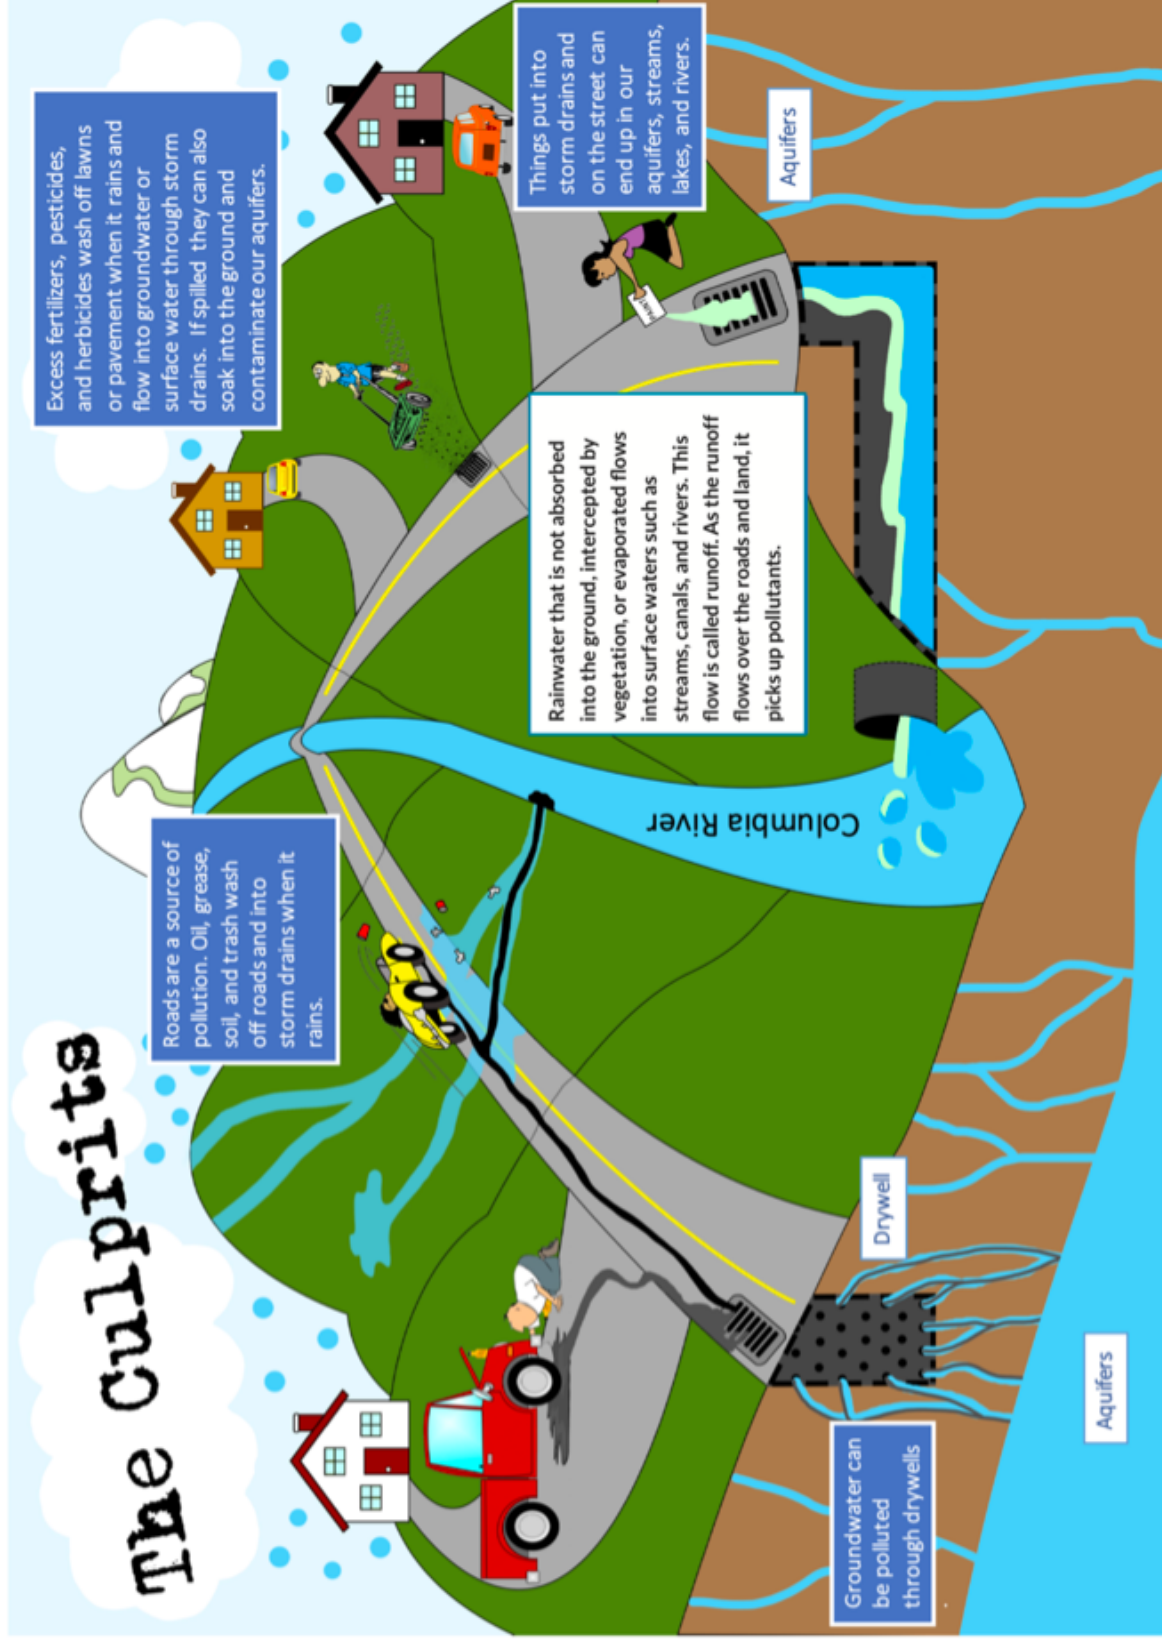 The Culprits
Roads are a source of
pollution. Oil, grease,
soil, and trash wash
off roads and into
storm drains when it
rains.
Excess fertilizers, pesticides,
and herbicides wash off lawns
or pavement when it rains and
flow into groundwater or
surface water through storm
drains. If spilled they can also
soak into the ground and
contaminate our aquifers.
Things put into
storm drains and
on the street can
end up in our
aquifers, streams,
lakes, and rivers.
PAINT
Rainwater that is not absorbed
into the ground, intercepted by
vegetation, or evaporated flows
into surface waters such as
streams, canals, and rivers. This
flow is called runoff. As the runoff
flows over the roads and land, it
picks up pollutants.
Columbia River
Aquifers
Drywell
Groundwater can
be polluted
through drywells
.
Aquifers